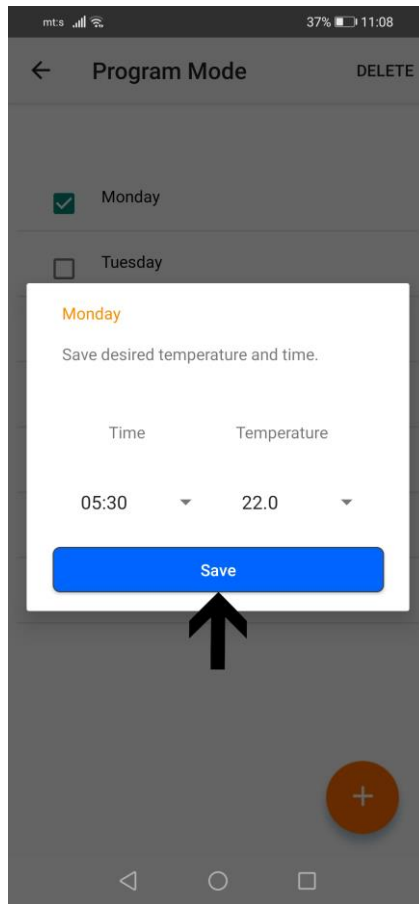 mt:s 37% 11:08
Program Mode DELETE
Monday
Tuesday
Monday
Save desired temperature and time.
Time Temperature
05:30 22.0
Save